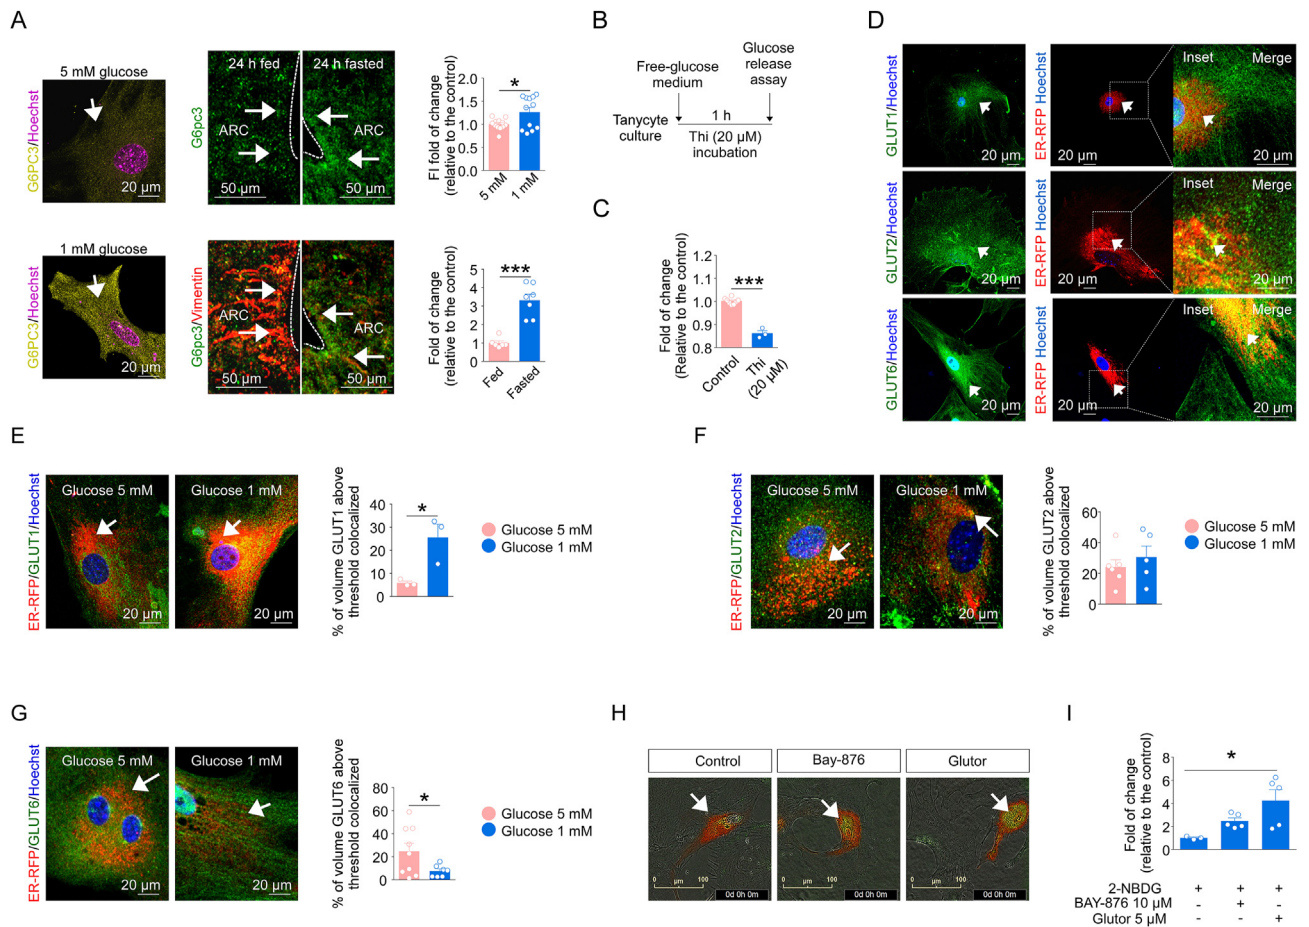 A
5 mM glucose
G6PC3/Hoechst
20 µm
24 h fed
24 h fasted
G6pc3
ARC
ARC
50 µm
50 µm
FI fold of change
(relative to the control)
2.0
1.5
1.0
0.5
0.0
*
5 mM
1 mM
1 mM glucose
G6PC3/Hoechst
20 µm
G6pc3/Vimentin
ARC
ARC
50 µm
50 µm
Fold of change
(relative to the control)
5
4
3
2
1
0
***
Fed
Fasted
B
Free-glucose
medium
Glucose
release
assay
Tanycyte
culture
1 h
Thi (20 µM)
incubation
C
Fold of change
(Relative to the control)
1.2
1.1
1.0
0.9
0.8
***
Control
Thi
(20 µM)
D
GLUT1/Hoechst
20 µm
ER-RFP Hoechst
20 µm
Inset
Merge
20 µm
GLUT2/Hoechst
20 µm
ER-RFP Hoechst
20 µm
Inset
Merge
20 µm
GLUT6/Hoechst
20 µm
ER-RFP Hoechst
20 µm
Inset
Merge
20 µm
E
ER-RFP/GLUT1/Hoechst
Glucose 5 mM
20 µm
Glucose 1 mM
20 µm
% of volume GLUT1 above
threshold colocalized
40
30
20
10
0
*
Glucose 5 mM
Glucose 1 mM
F
ER-RFP/GLUT2/Hoechst
Glucose 5 mM
20 µm
Glucose 1 mM
20 µm
% of volume GLUT2 above
threshold colocalized
60
40
20
0
Glucose 5 mM
Glucose 1 mM
G
ER-RFP/GLUT6/Hoechst
Glucose 5 mM
20 µm
Glucose 1 mM
20 µm
% of volume GLUT6 above
threshold colocalized
80
60
40
20
0
*
Glucose 5 mM
Glucose 1 mM
H
Control
Bay-876
Glutor
0 µm 100
0d 0h 0m
0 µm 100
0d 0h 0m
0 µm 100
0d 0h 0m
I
Fold of change
(relative to the control)
8
6
4
2
0
*
2-NBDG + + +
BAY-876 10 µM - + -
Glutor 5 µM - - +